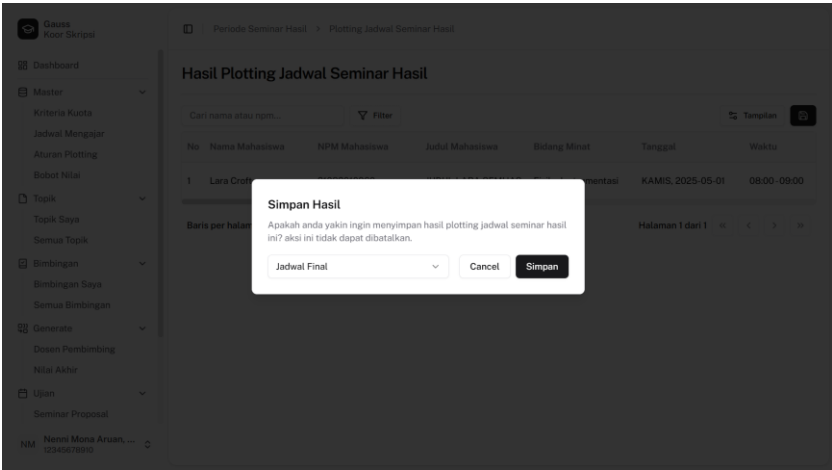 Gauss
Koor Skripsi
Periode Seminar Hasil > Plotting Jadwal Seminar Hasil
Dashboard
Hasil Plotting Jadwal Seminar Hasil
Master
Kriteria Kuota
Cari nama atau npm...
Filter
Tampilan
Jadwal Mengajar
Aturan Plotting
No Nama Mahasiswa NPM Mahasiswa Judul Mahasiswa Bidang Minat Tanggal Waktu
Bobot Nilai
1 Lara Croft KAMIS, 2025-05-01 08:00-09:00
Topik
Topik Saya
Semua Topik
Baris per halam
Halaman 1 dari 1
Simpan Hasil
Apakah anda yakin ingin menyimpan hasil plotting jadwal seminar hasil
ini? aksi ini tidak dapat dibatalkan.
Jadwal Final
Cancel
Simpan
Bimbingan
Bimbingan Saya
Semua Bimbingan
Generate
Dosen Pembimbing
Nilai Akhir
Ujian
Seminar Proposal
NM
Nenni Mona Aruan, ...
12345678910